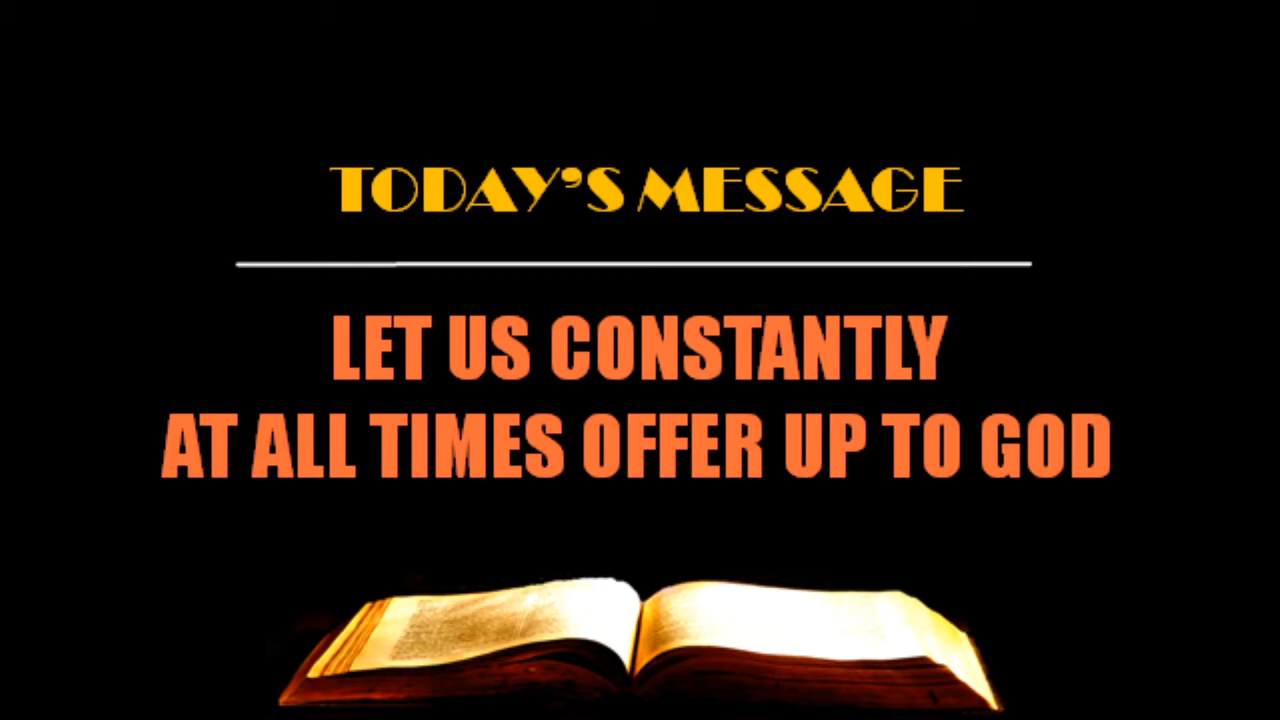 TODAY'S MESSAGE
LET US CONSTANTLY
AT ALL TIMES OFFER UP TO GOD